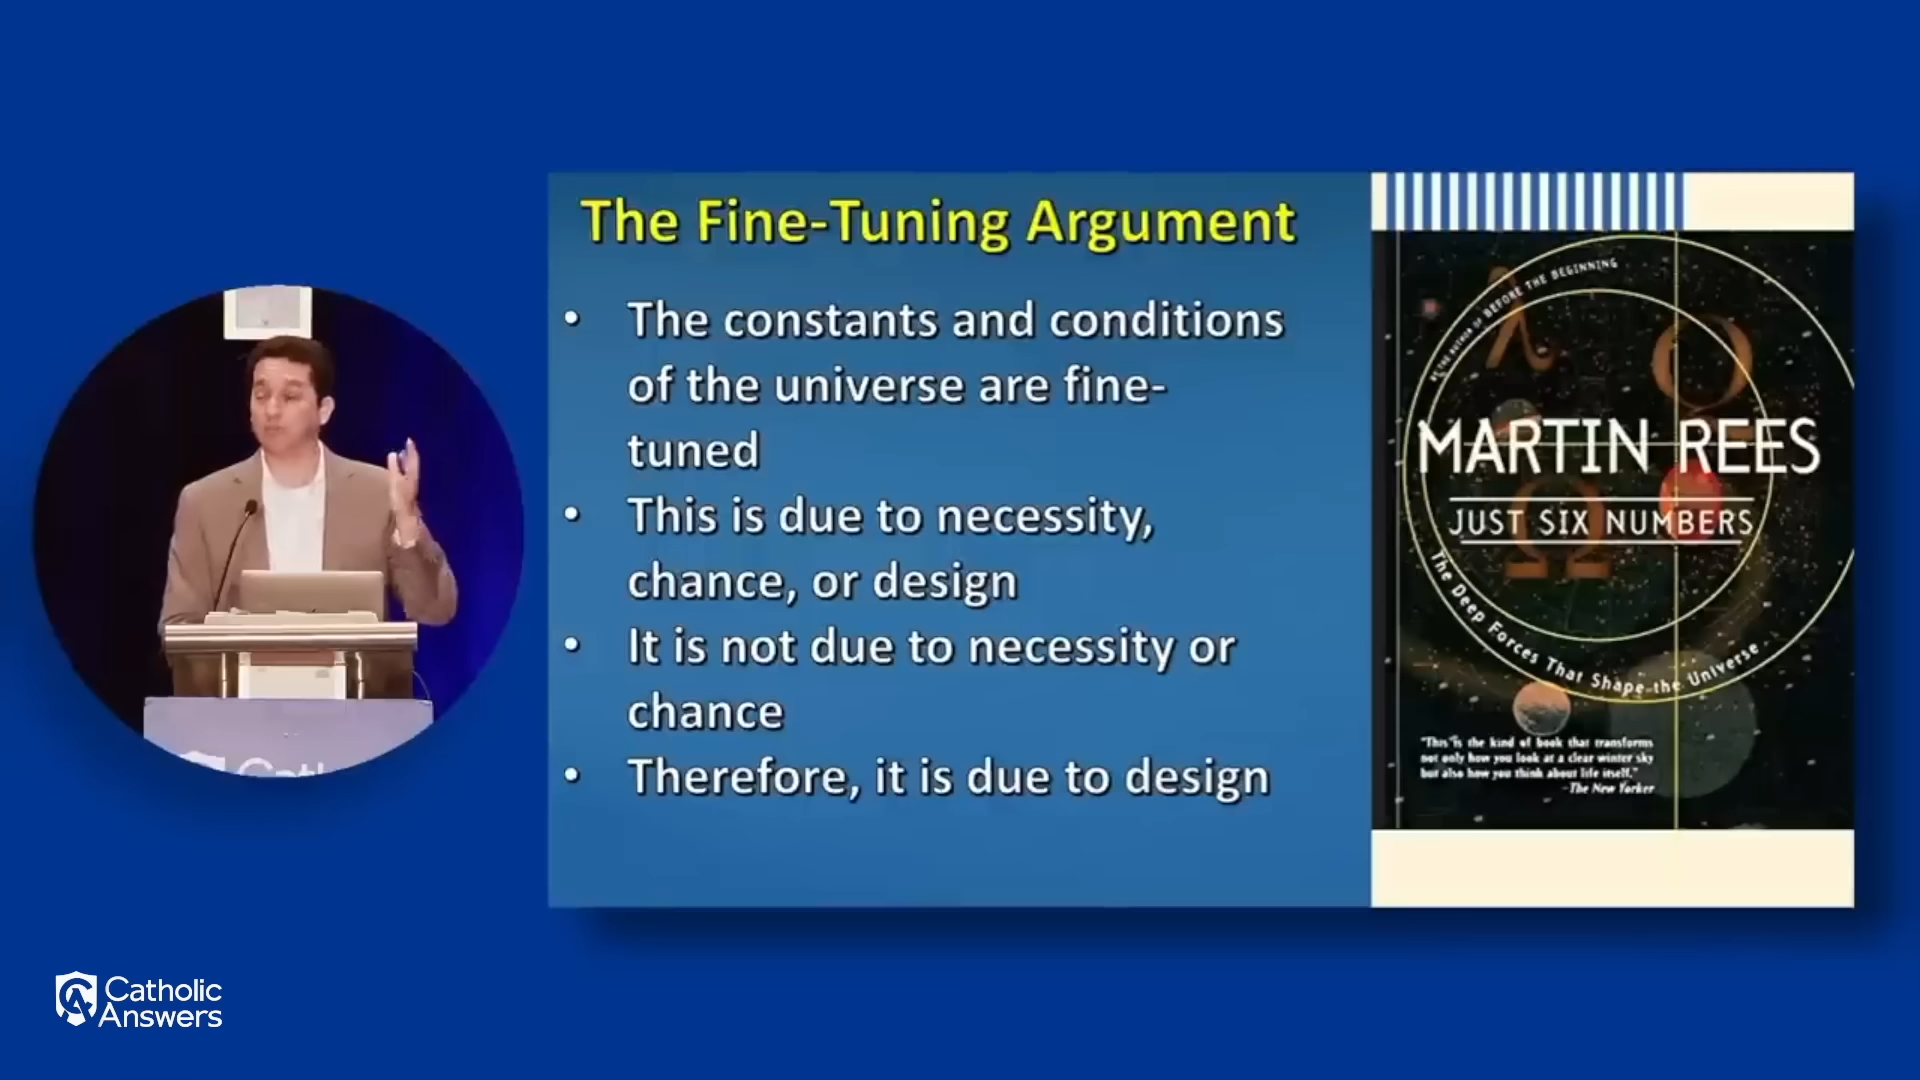 The Fine-Tuning Argument
• The constants and conditions
of the universe are fine-
tuned
• This is due to necessity,
chance, or design
• It is not due to necessity or
chance
• Therefore, it is due to design
BY THE AUTHOR OF BEFORE THE BEGINNING
MARTIN REES
JUST SIX NUMBERS
The Deep Forces That Shape the Universe
"This is the kind of book that transforms
not only how you look at a clear winter sky
but also how you think about life itself."
-The New Yorker
Cath
Catholic
Answers